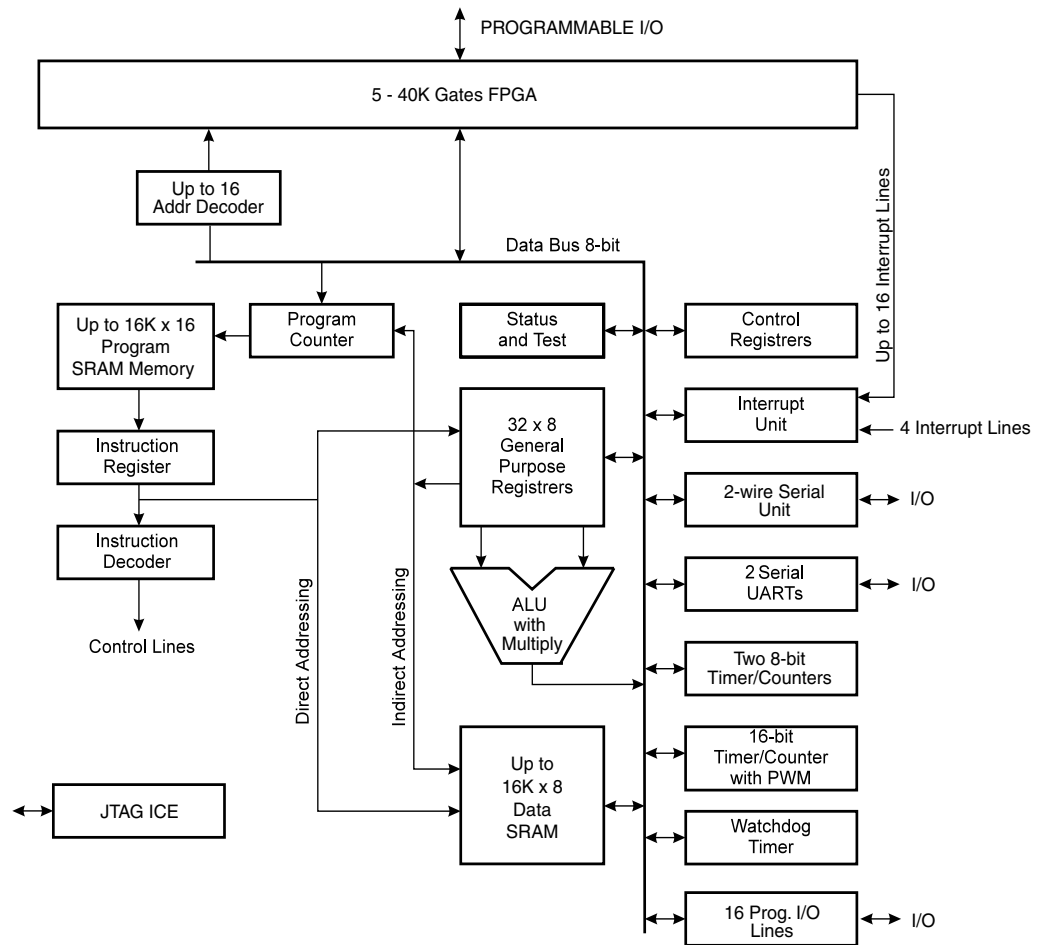 PROGRAMMABLE I/O
5 - 40K Gates FPGA
Up to 16
Addr Decoder
Up to 16 Interrupt Lines
Data Bus 8-bit
Up to 16K x 16
Program
SRAM Memory
Program
Counter
Status
and Test
Control
Registrers
Interrupt
Unit
4 Interrupt Lines
Instruction
Register
32 x 8
General
Purpose
Registrers
2-wire Serial
Unit
I/O
Instruction
Decoder
Control Lines
Direct Addressing
Indirect Addressing
ALU
with
Multiply
2 Serial
UARTs
I/O
Two 8-bit
Timer/Counters
Up to
16K x 8
Data
SRAM
16-bit
Timer/Counter
with PWM
JTAG ICE
Watchdog
Timer
16 Prog. I/O
Lines
I/O